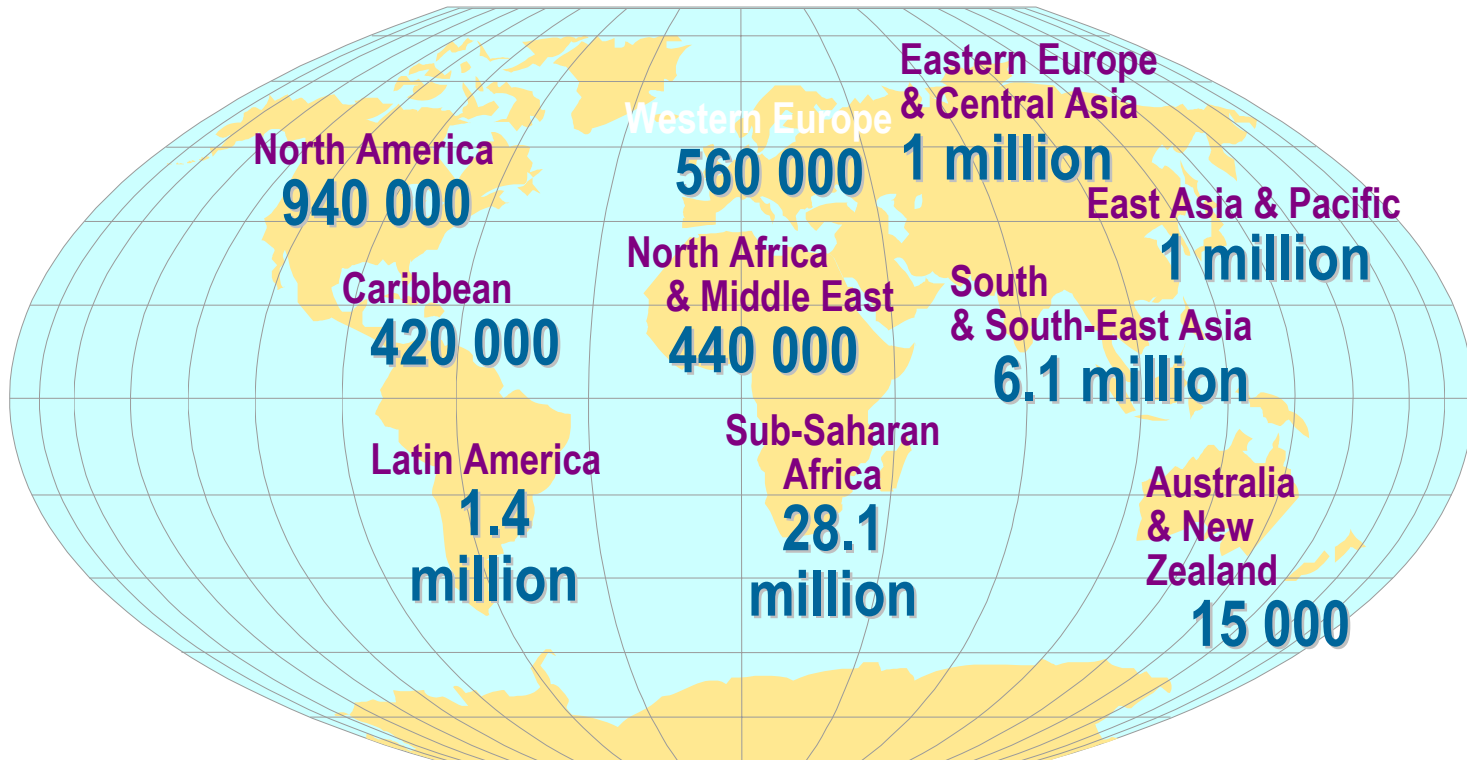 Eastern Europe
& Central Asia
1 million
Western Europe
560 000
North America
940 000
East Asia & Pacific
1 million
North Africa
& Middle East
440 000
South
& South-East Asia
6.1 million
Caribbean
420 000
Sub-Saharan
Africa
28.1
million
Latin America
1.4
million
Australia
& New
Zealand
15 000